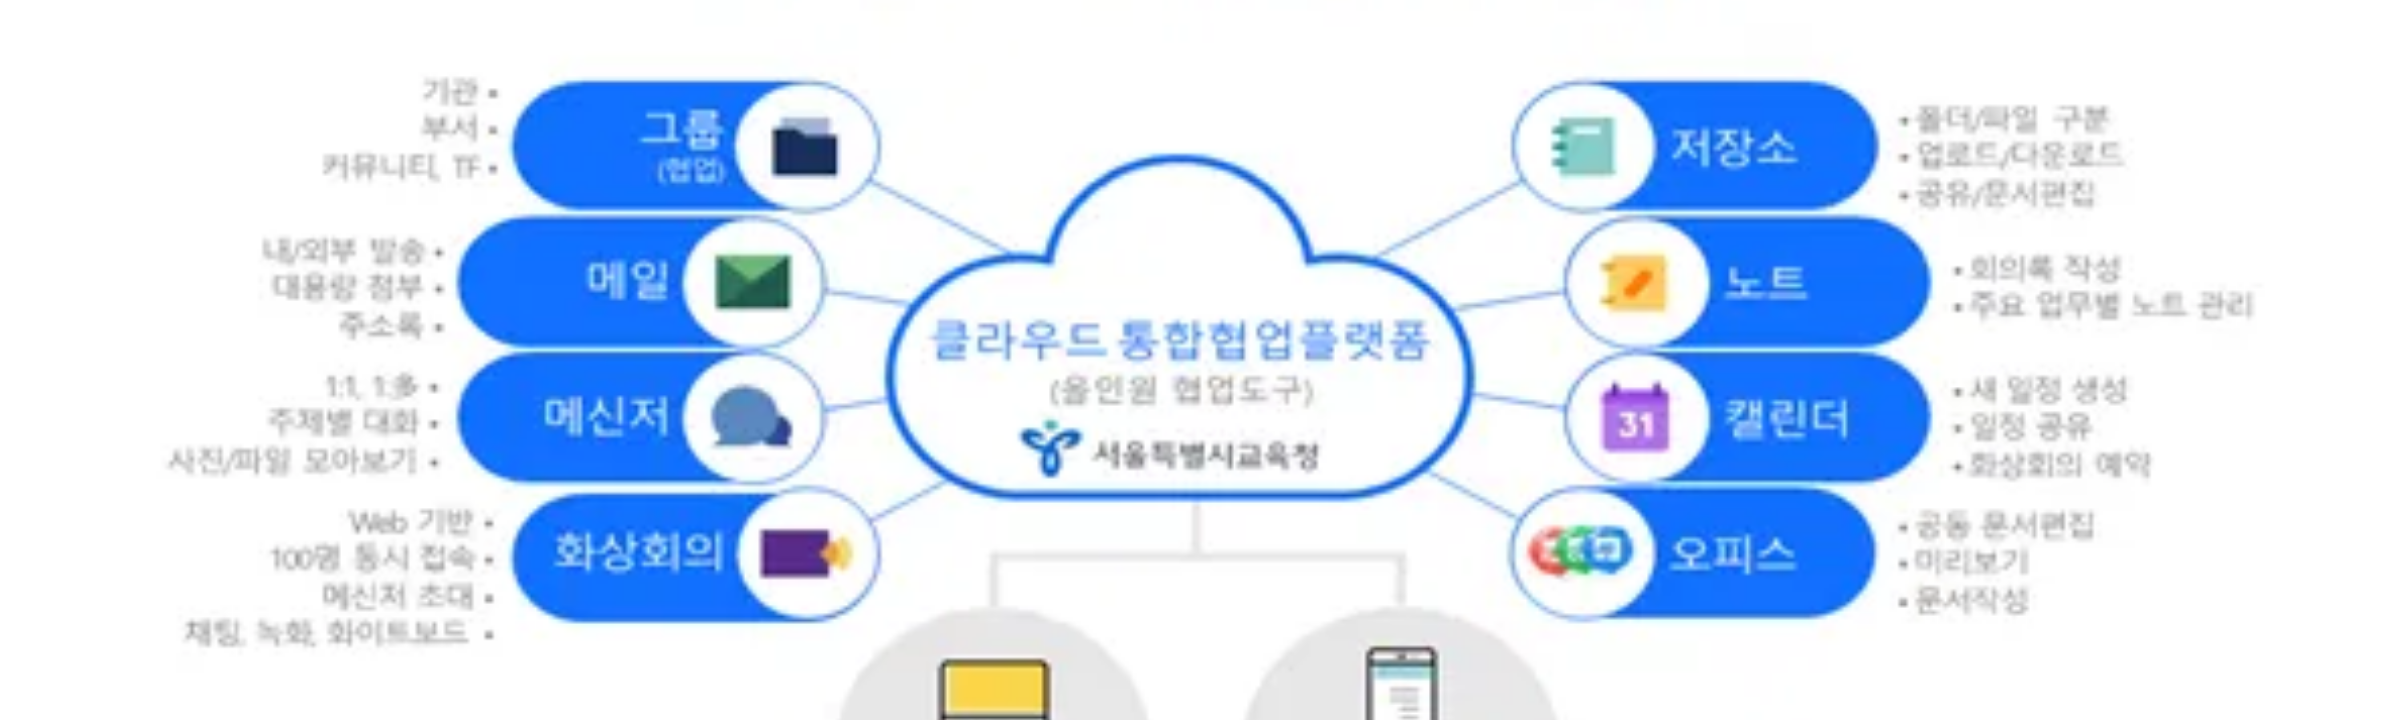 기관 •
부서 •
커뮤니티, TF •
그룹
(협업)
내/외부 발송 •
대용량 첨부 •
주소록 •
메일
1:1, 1:多 •
주제별 대화 •
사진/파일 모아보기 •
메신저
Web 기반 •
100명 동시 접속 •
메신저 초대 •
채팅, 녹화, 화이트보드 •
화상회의
클라우드 통합협업플랫폼
(올인원 협업도구)
서울특별시교육청
저장소
• 폴더/파일 구분
• 업로드/다운로드
• 공유/문서편집
노트
• 회의록 작성
• 주요 업무별 노트 관리
31
캘린더
• 새 일정 생성
• 일정 공유
• 화상회의 예약
오피스
• 공동 문서편집
• 미리보기
• 문서작성